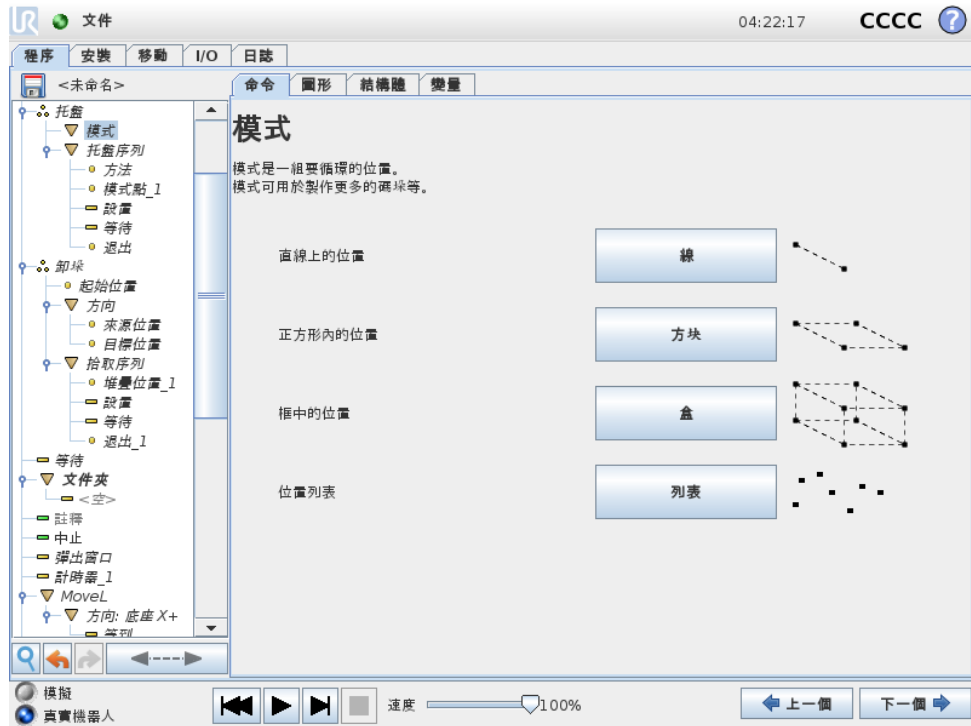 UR 文件 04:22:17 CCCC ?
程序 安裝 移動 I/O 日誌
<未命名>
命令 圖形 結構體 變量
托盤
模式
托盤序列
方法
模式點_1
設置
等待
退出
卸垛
起始位置
方向
來源位置
目標位置
拾取序列
堆疊位置_1
設置
等待
退出_1
等待
文件夾
<空>
註釋
中止
彈出窗口
計時器_1
MoveL
方向: 底座 X+
等到
模式
模式是一組要循環的位置。
模式可用於製作更多的碼垛等。
直線上的位置 線
正方形內的位置 方块
框中的位置 盒
位置列表 列表
模擬
真實機器人
速度 100%
上一個 下一個